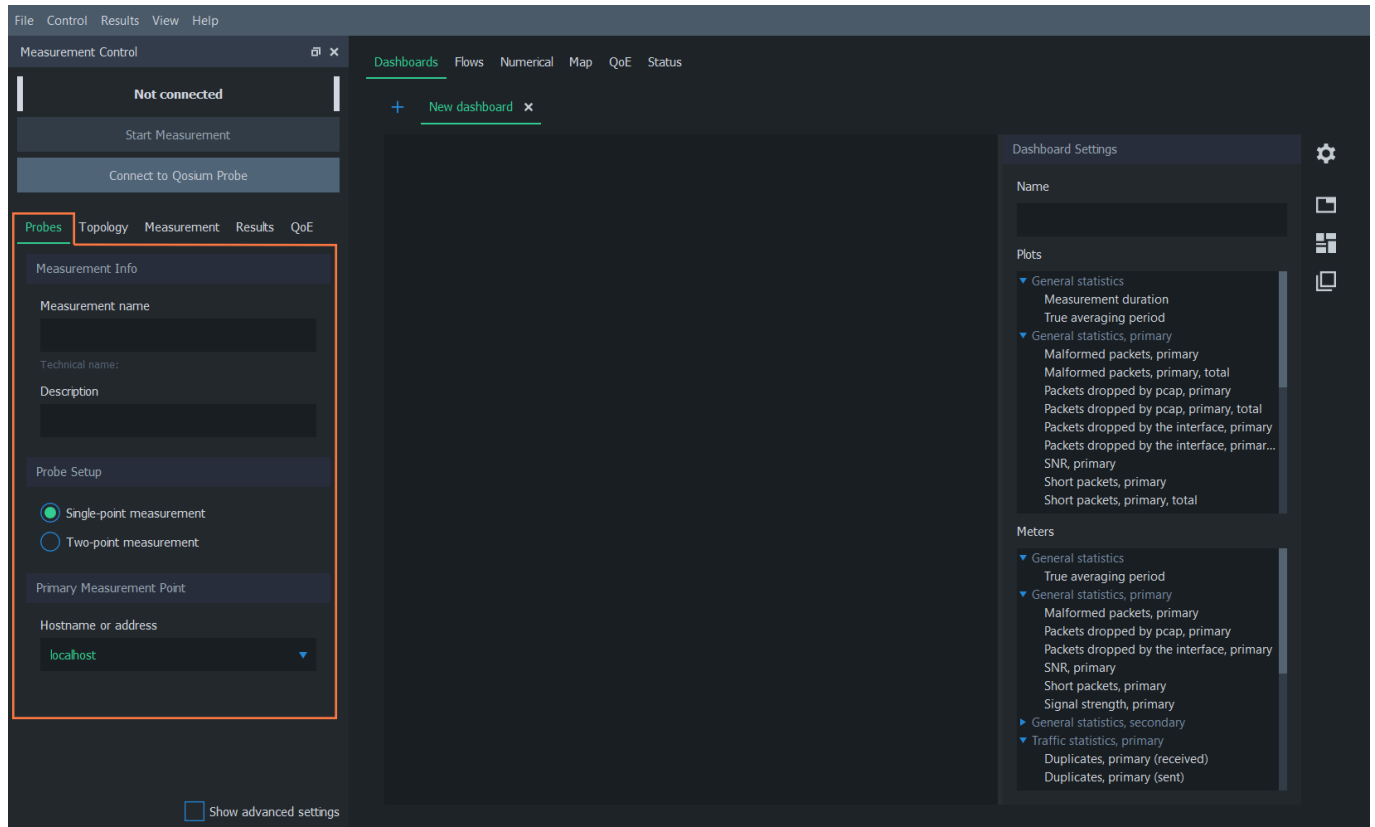 File Control Results View Help
Measurement Control
Not connected
Start Measurement
Connect to Qosium Probe
Probes Topology Measurement Results QoE
Measurement Info
Measurement name
Technical name:
Description
Probe Setup
Single-point measurement
Two-point measurement
Primary Measurement Point
Hostname or address
localhost
Show advanced settings
Dashboards Flows Numerical Map QoE Status
+ New dashboard
Dashboard Settings
Name
Plots
General statistics
Measurement duration
True averaging period
General statistics, primary
Malformed packets, primary
Malformed packets, primary, total
Packets dropped by pcap, primary
Packets dropped by pcap, primary, total
Packets dropped by the interface, primary
Packets dropped by the interface, primar...
SNR, primary
Short packets, primary
Short packets, primary, total
Meters
General statistics
True averaging period
General statistics, primary
Malformed packets, primary
Packets dropped by pcap, primary
Packets dropped by the interface, primary
SNR, primary
Short packets, primary
Signal strength, primary
General statistics, secondary
Traffic statistics, primary
Duplicates, primary (received)
Duplicates, primary (sent)